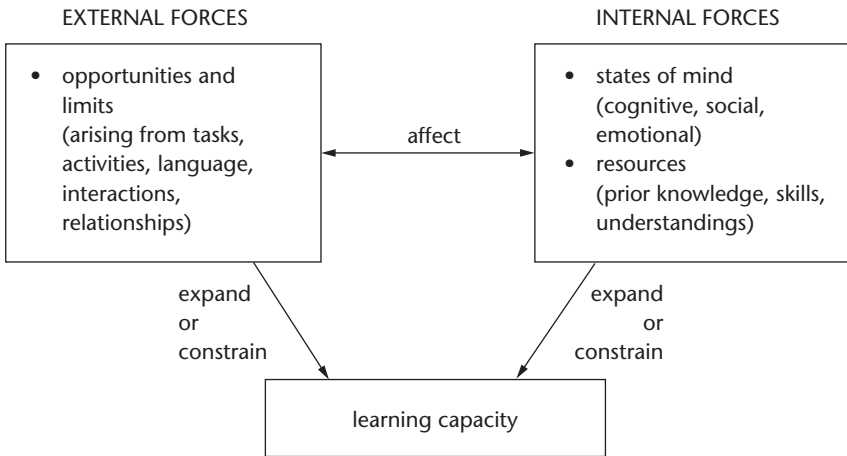 EXTERNAL FORCES
• opportunities and
limits
(arising from tasks,
activities, language,
interactions,
relationships)
affect
INTERNAL FORCES
• states of mind
(cognitive, social,
emotional)
• resources
(prior knowledge, skills,
understandings)
expand
or
constrain
expand
or
constrain
learning capacity